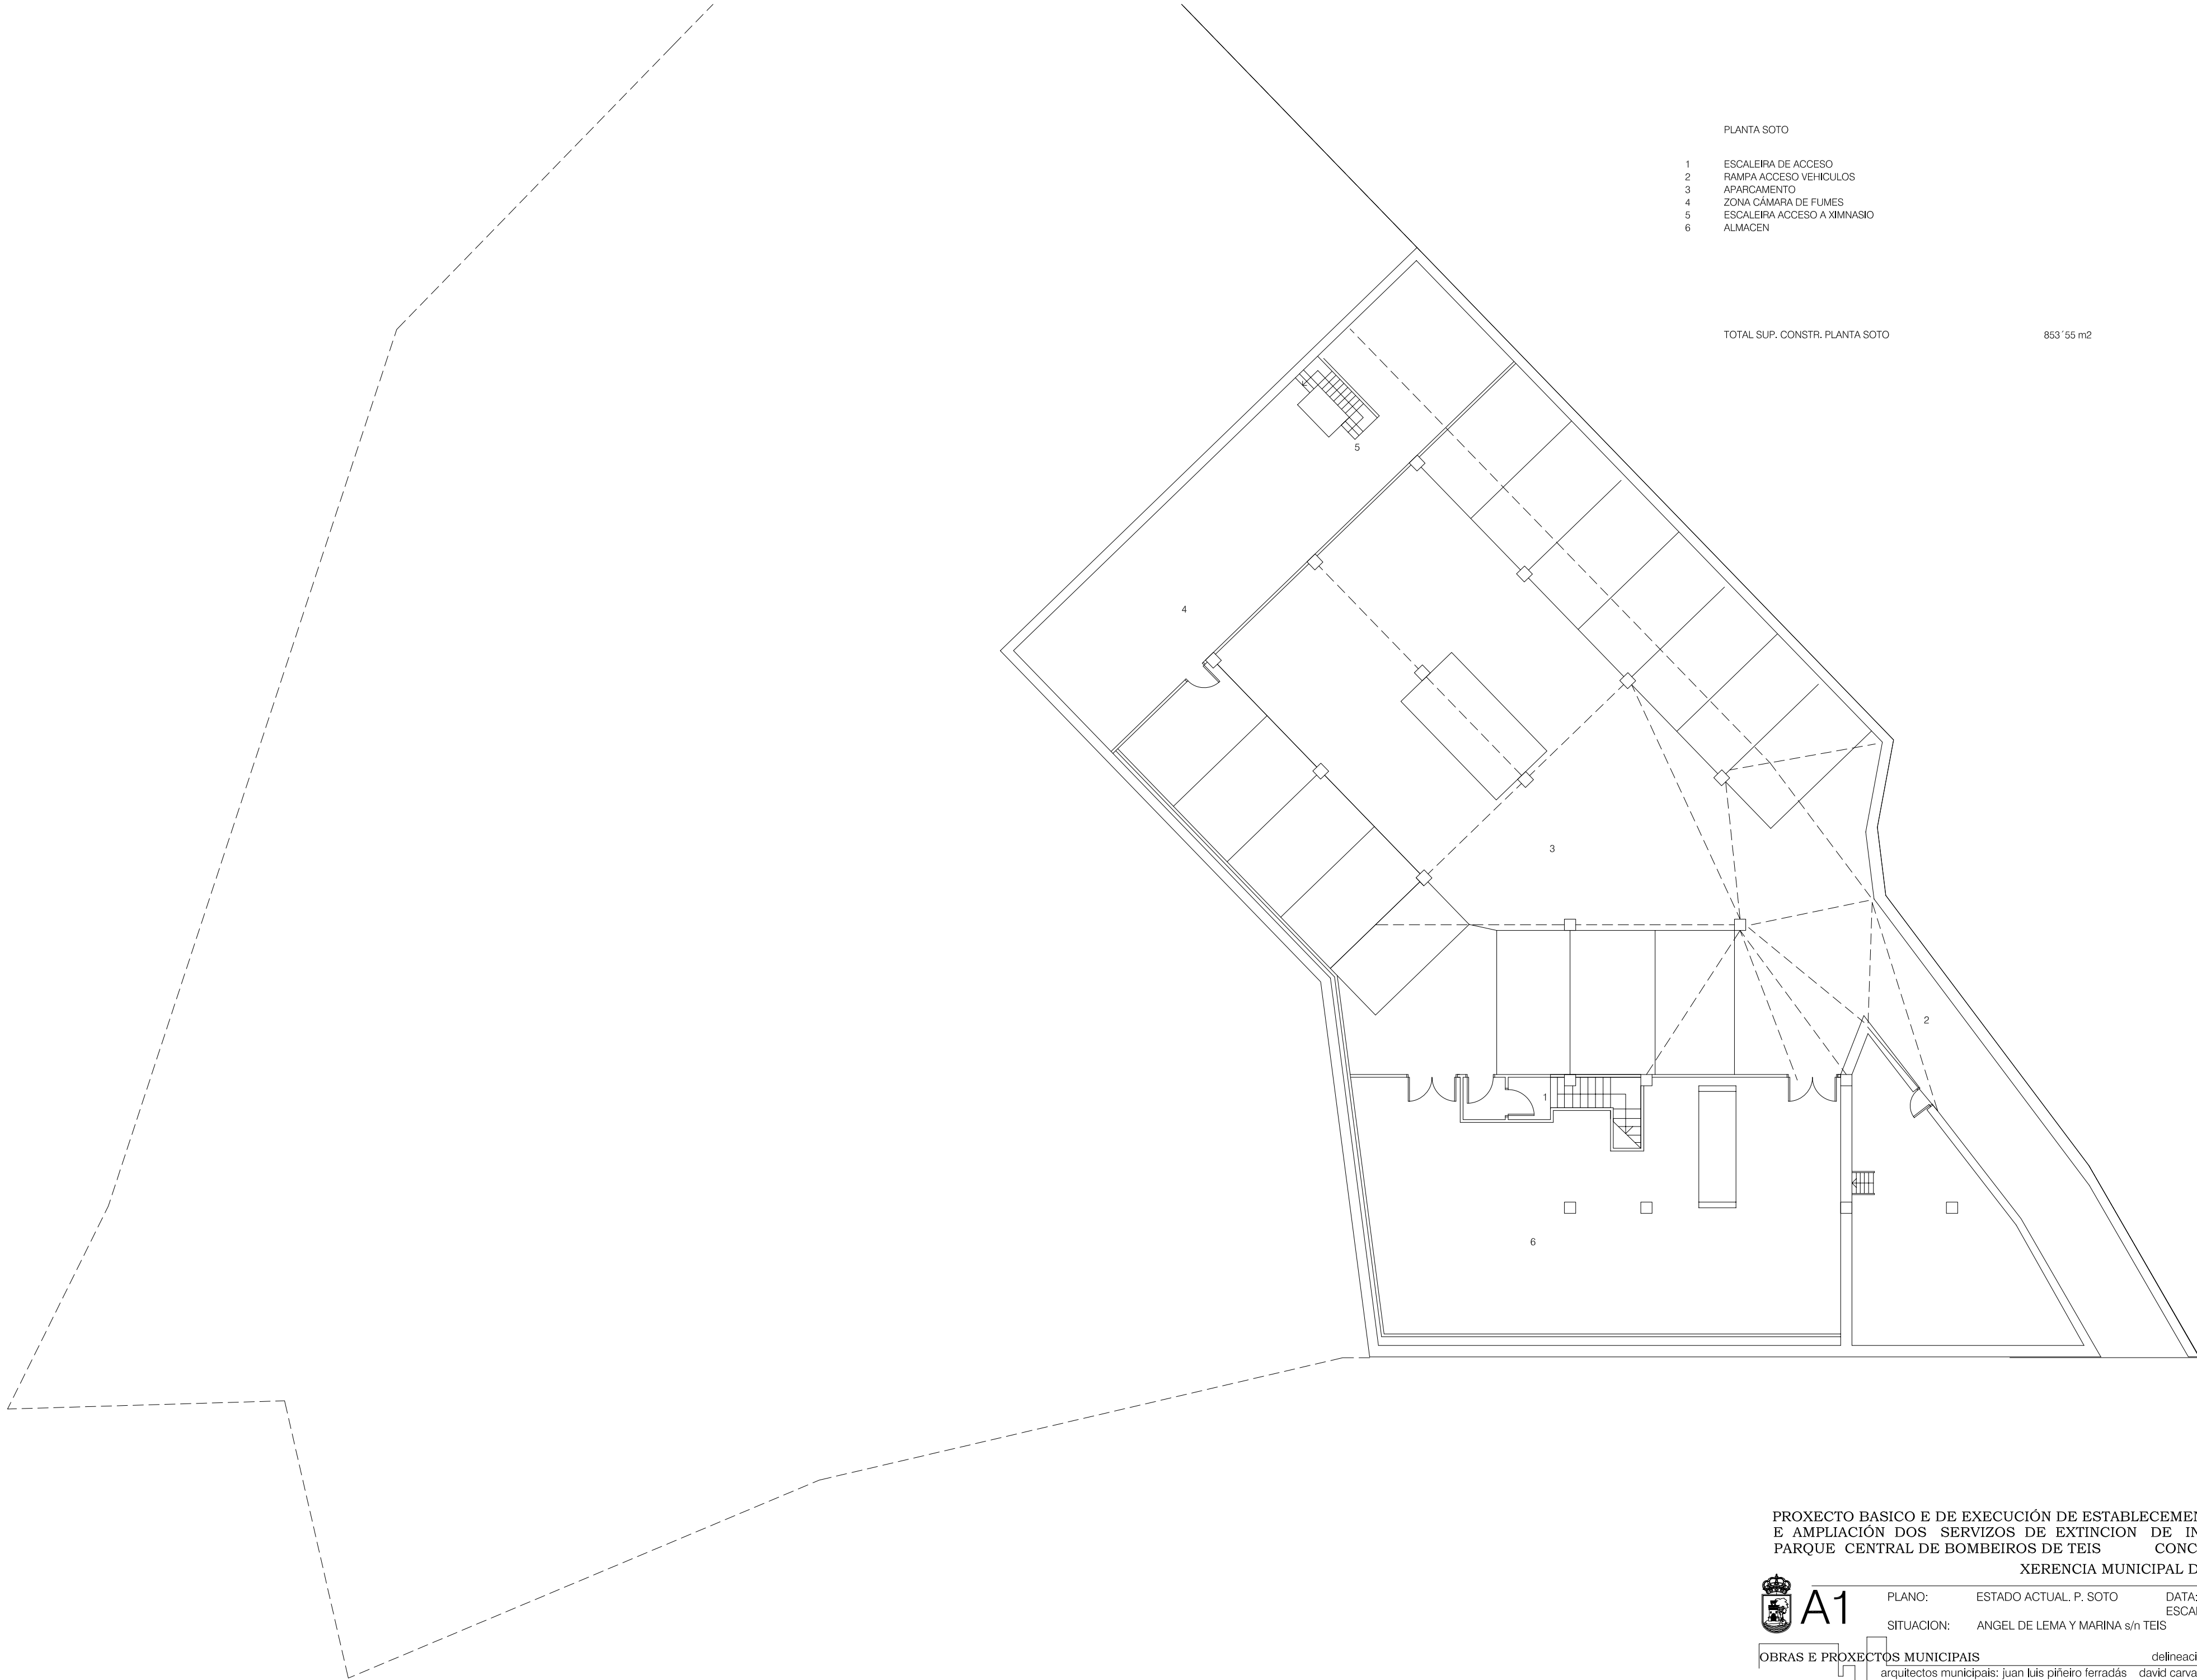 PLANTA SOTO
1 ESCALEIRA DE ACCESO
2 RAMPA ACCESO VEHICULOS
3 APARCAMENTO
4 ZONA CÁMARA DE FUMES
5 ESCALEIRA ACCESO A XIMNASIO
6 ALMACEN
TOTAL SUP. CONSTR. PLANTA SOTO 853´55 m2
5
4
3
2
1
6
PROXECTO BASICO E DE EXECUCIÓN DE ESTABLECEMEN
E AMPLIACIÓN DOS SERVIZOS DE EXTINCION DE IN
PARQUE CENTRAL DE BOMBEIROS DE TEIS CONC
XERENCIA MUNICIPAL D
A1
PLANO: ESTADO ACTUAL. P. SOTO DATA:
ESCAL
SITUACION: ANGEL DE LEMA Y MARINA s/n TEIS
OBRAS E PROXECTOS MUNICIPAIS delineaci
arquitectos municipais: juan luis piñeiro ferradás david carva